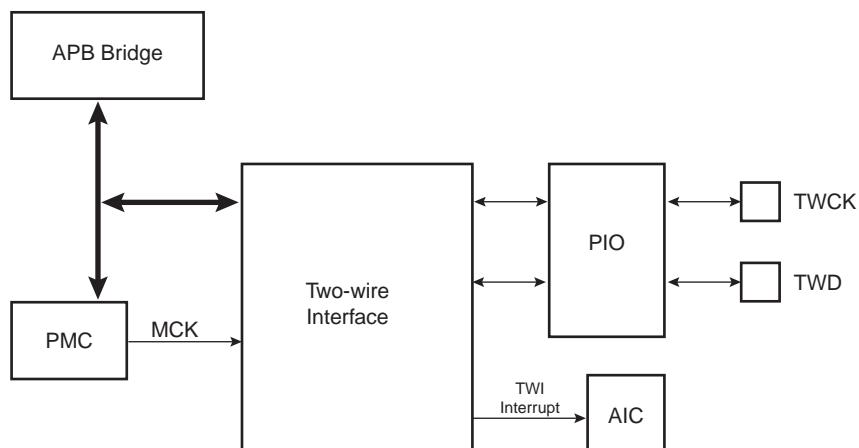 APB Bridge
TWCK
PIO
TWD
Two-wire
Interface
PMC
MCK
TWI
Interrupt
AIC